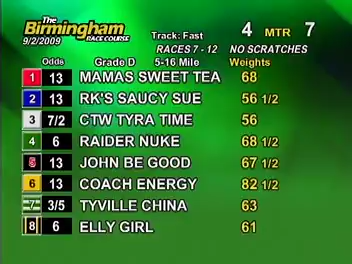 The
Birmingham
RACE COURSE
9/2/2009
Track: Fast
4 MTR 7
RACES 7 - 12 NO SCRATCHES
Odds Grade D 5-16 Mile Weights
1 13 MAMAS SWEET TEA 68
2 13 RK'S SAUCY SUE 56 1/2
3 7/2 CTW TYRA TIME 56
4 6 RAIDER NUKE 68 1/2
5 13 JOHN BE GOOD 67 1/2
6 13 COACH ENERGY 82 1/2
7 3/5 TYVILLE CHINA 63
8 6 ELLY GIRL 61